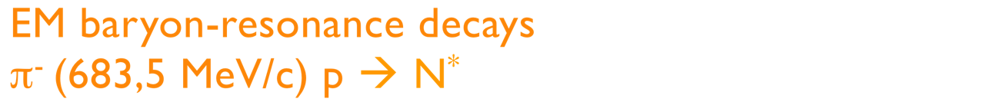 EM baryon-resonance decays
π⁻ (683,5 MeV/c) p → N*